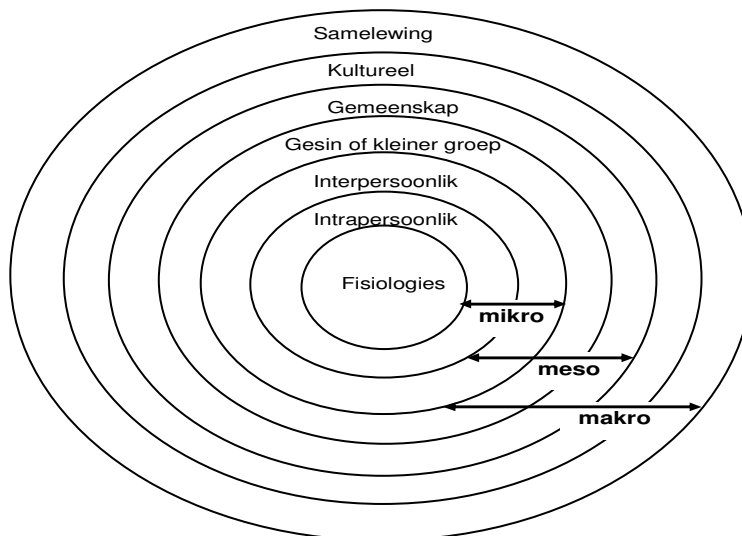 Samelewing
Kultureel
Gemeenskap
Gesin of kleiner groep
Interpersoonlik
Intrapersoonlik
Fisiologies
mikro
meso
makro